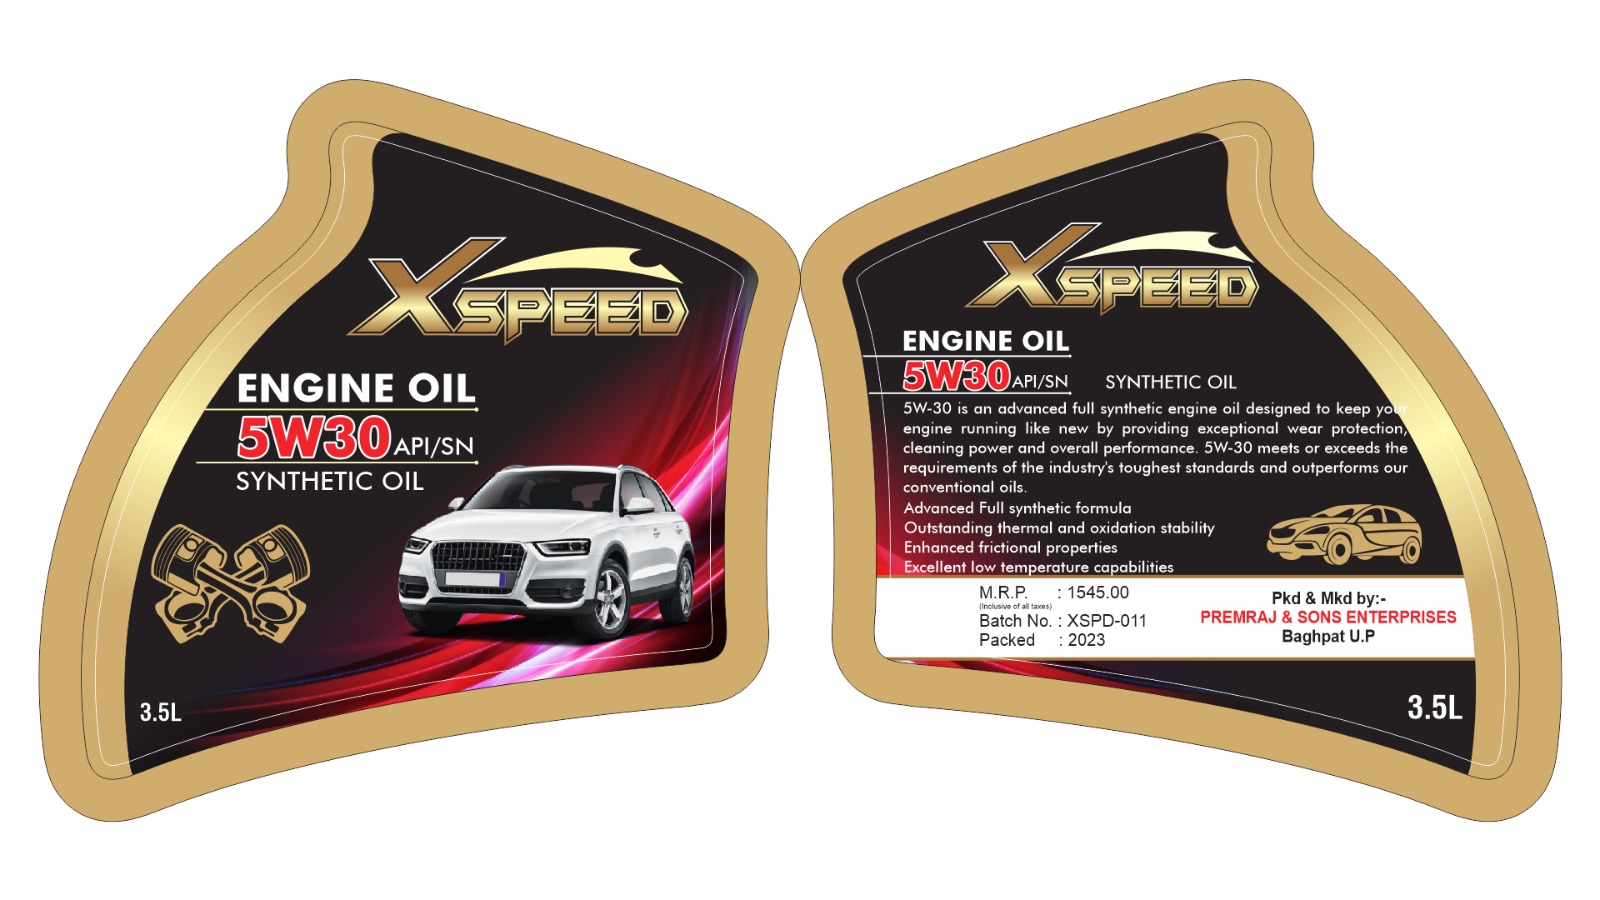 XSPEED
ENGINE OIL
5W30 API/SN
SYNTHETIC OIL
3.5L
XSPEED
ENGINE OIL
5W30 API/SN SYNTHETIC OIL
5W-30 is an advanced full synthetic engine oil designed to keep your
engine running like new by providing exceptional wear protection,
cleaning power and overall performance. 5W-30 meets or exceeds the
requirements of the industry's toughest standards and outperforms our
conventional oils.
Advanced Full synthetic formula
Outstanding thermal and oxidation stability
Enhanced frictional properties
Excellent low temperature capabilities
M.R.P. : 1545.00
(Inclusive of all taxes)
Batch No. : XSPD-011
Packed : 2023
Pkd & Mkd by:-
PREMRAJ & SONS ENTERPRISES
Baghpat U.P
3.5L